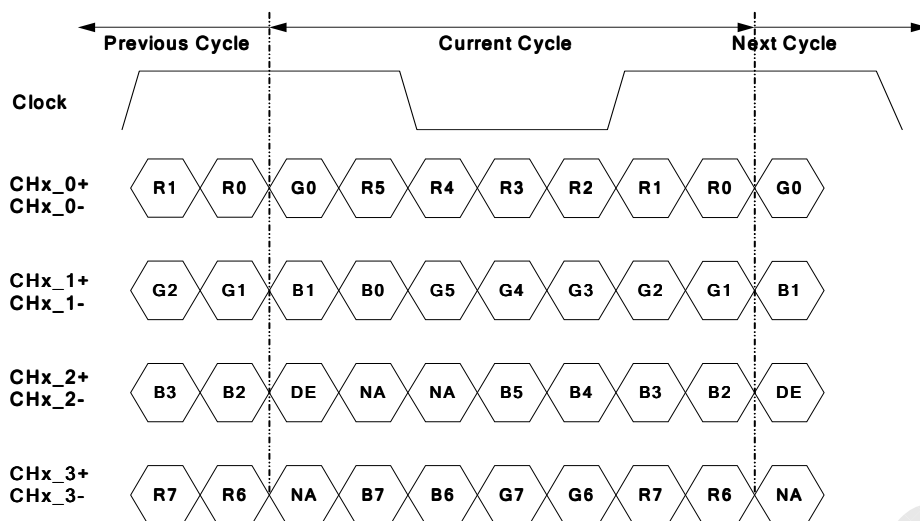 Previous Cycle Current Cycle Next Cycle
Clock
CHx_0+
CHx_0-
R1 R0 G0 R5 R4 R3 R2 R1 R0 G0
CHx_1+
CHx_1-
G2 G1 B1 B0 G5 G4 G3 G2 G1 B1
CHx_2+
CHx_2-
B3 B2 DE NA NA B5 B4 B3 B2 DE
CHx_3+
CHx_3-
R7 R6 NA B7 B6 G7 G6 R7 R6 NA